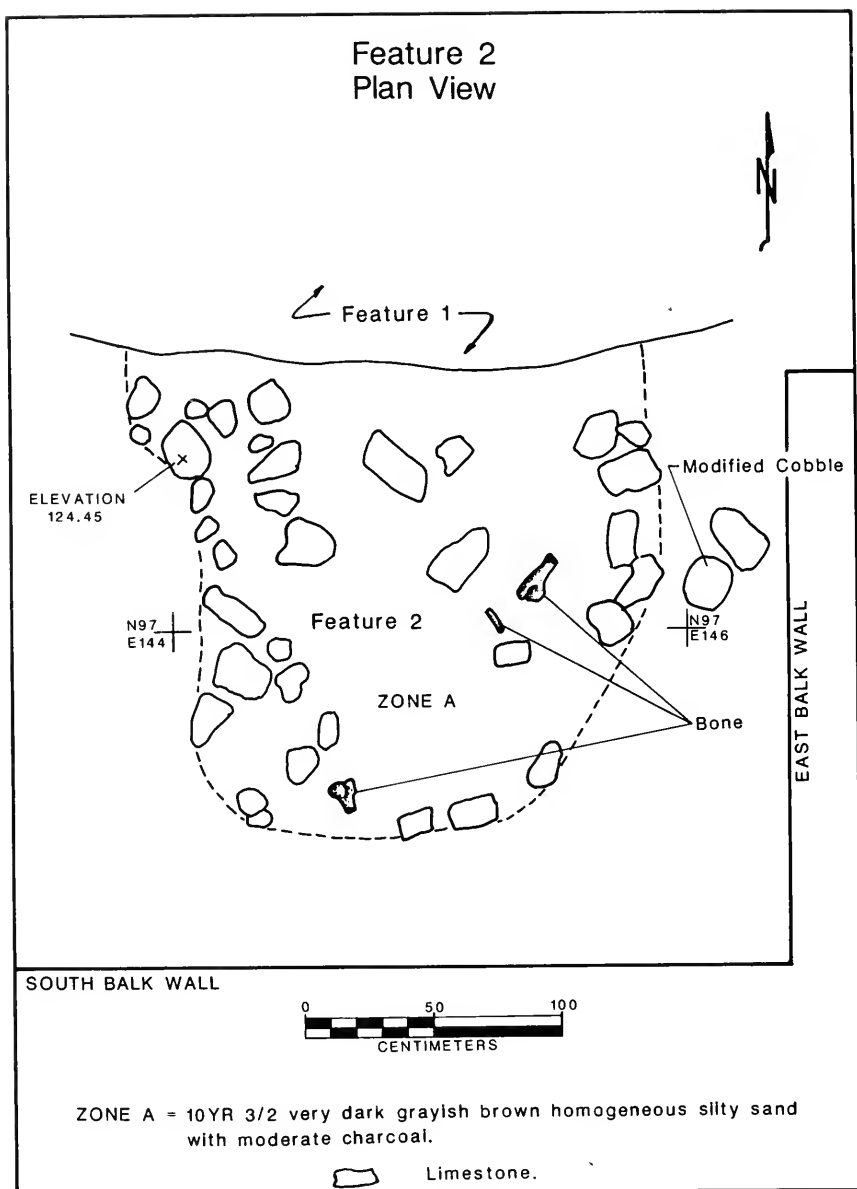 Feature 2
Plan View
N
Feature 1
Modified Cobble
ELEVATION
124.45
N97
E144
Feature 2
N97
E146
ZONE A
Bone
EAST BALK WALL
SOUTH BALK WALL
0 50 100
CENTIMETERS
ZONE A = 10YR 3/2 very dark grayish brown homogeneous silty sand
with moderate charcoal.
Limestone.